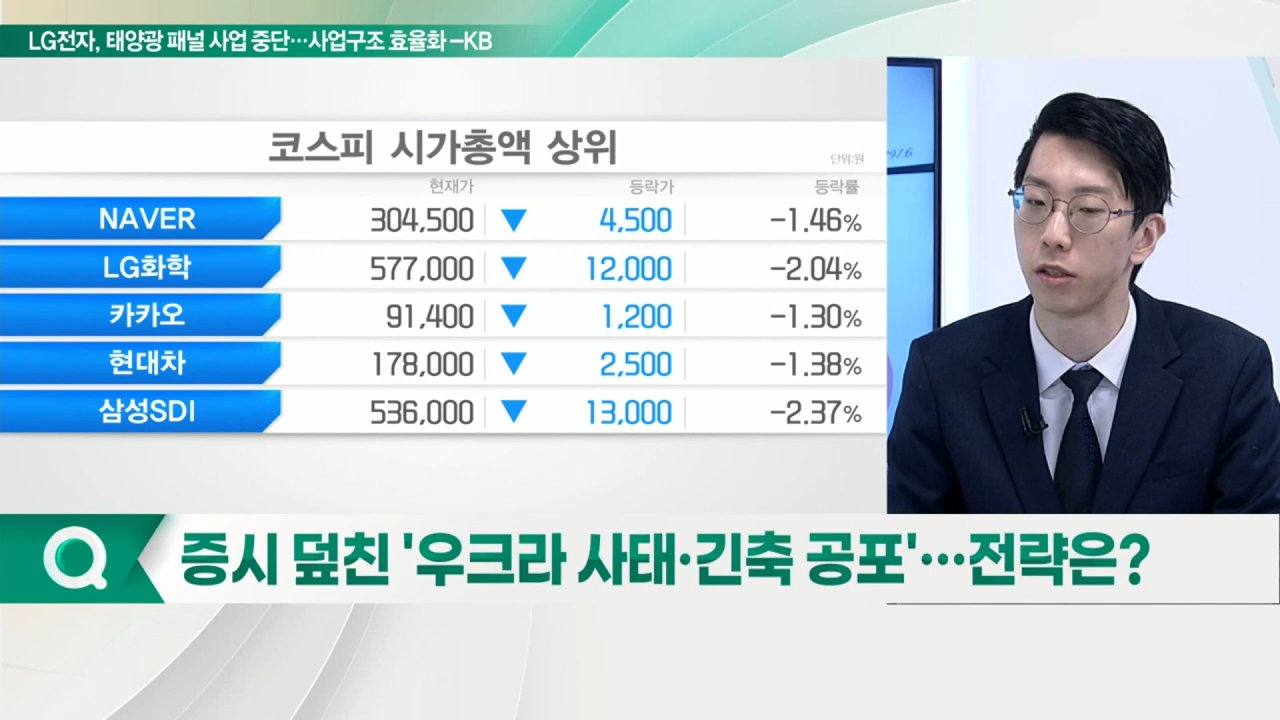 LG전자, 태양광 패널 사업 중단…사업구조 효율화 –KB
코스피 시가총액 상위
단위:원
현재가 등락가 등락률
NAVER 304,500 ▼ 4,500 -1.46%
LG화학 577,000 ▼ 12,000 -2.04%
카카오 91,400 ▼ 1,200 -1.30%
현대차 178,000 ▼ 2,500 -1.38%
삼성SDI 536,000 ▼ 13,000 -2.37%
증시 덮친 '우크라 사태·긴축 공포'…전략은?